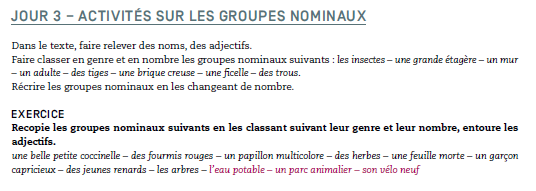 JOUR 3 – ACTIVITÉS SUR LES GROUPES NOMINAUX
Dans le texte, faire relever des noms, des adjectifs.
Faire classer en genre et en nombre les groupes nominaux suivants : les insectes – une grande étagère – un mur
– un adulte – des tiges – une brique creuse – une ficelle – des trous.
Récrire les groupes nominaux en les changeant de nombre.
EXERCICE
Recopie les groupes nominaux suivants en les classant suivant leur genre et leur nombre, entoure les
adjectifs.
une belle petite coccinelle – des fourmis rouges – un papillon multicolore – des herbes – une feuille morte – un garçon
capricieux – des jeunes renards – les arbres – l'eau potable – un parc animalier – son vélo neuf